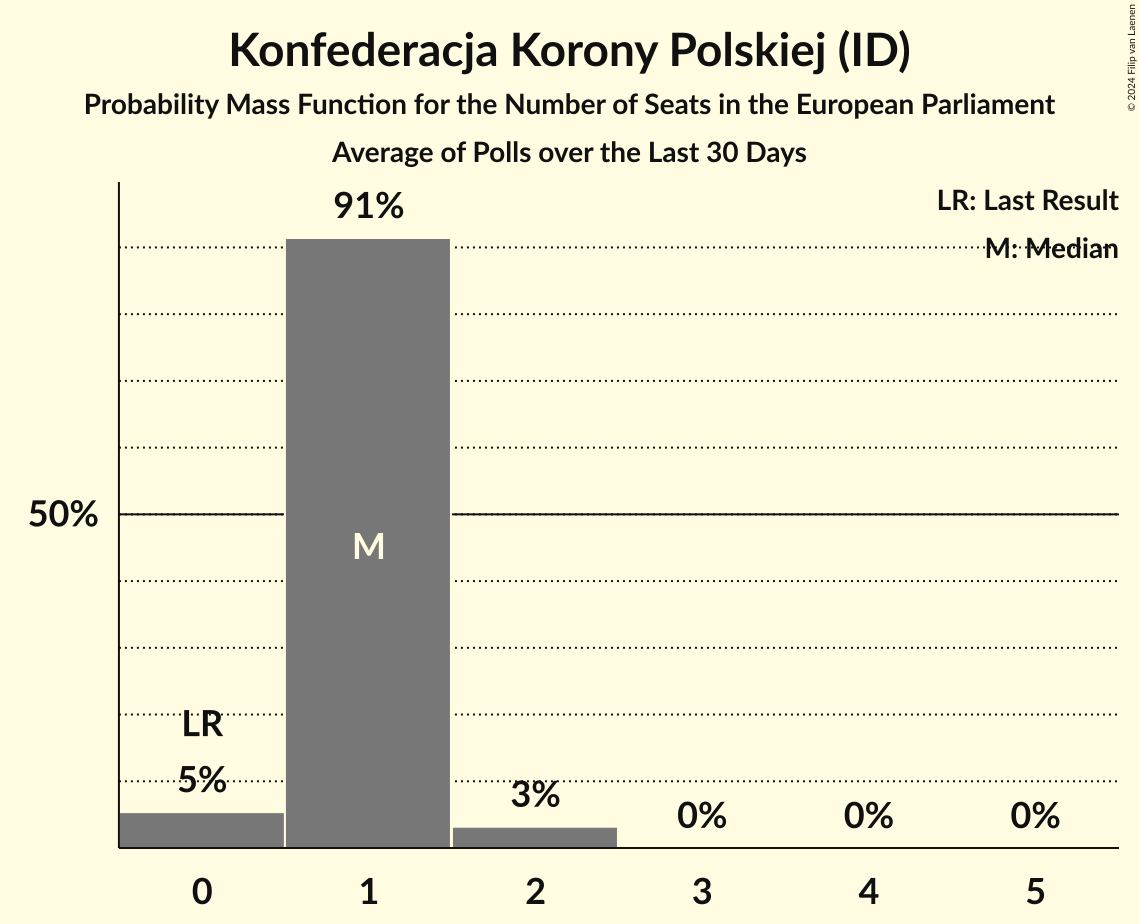 Konfederacja Korony Polskiej (ID)
Probability Mass Function for the Number of Seats in the European Parliament
Average of Polls over the Last 30 Days
© 2024 Filip van Laenen
LR: Last Result
M: Median
91%
50%
M
LR
5%
3%
0%
0%
0%
0
1
2
3
4
5